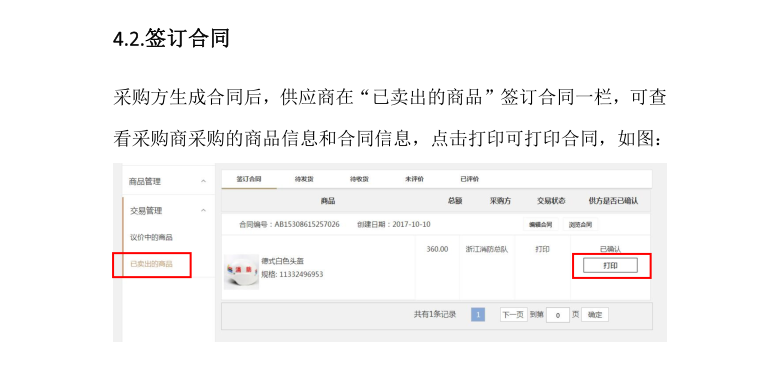 4.2.签订合同
采购方生成合同后，供应商在“已卖出的商品”签订合同一栏，可查
看采购商采购的商品信息和合同信息，点击打印可打印合同，如图：
商品管理
交易管理
议价中的商品
已卖出的商品
签订合同 待发货 待收货 未评价 已评价
商品 总额 采购方 交易状态 供方是否已确认
合同编号：AB15308615257026 创建日期：2017-10-10 编辑合同 浏览合同
德式白色头盔
规格: 11332496953
360.00 浙江消防总队 打印 已确认
打印
共有1条记录 1 下一页 到第 0 页 确定